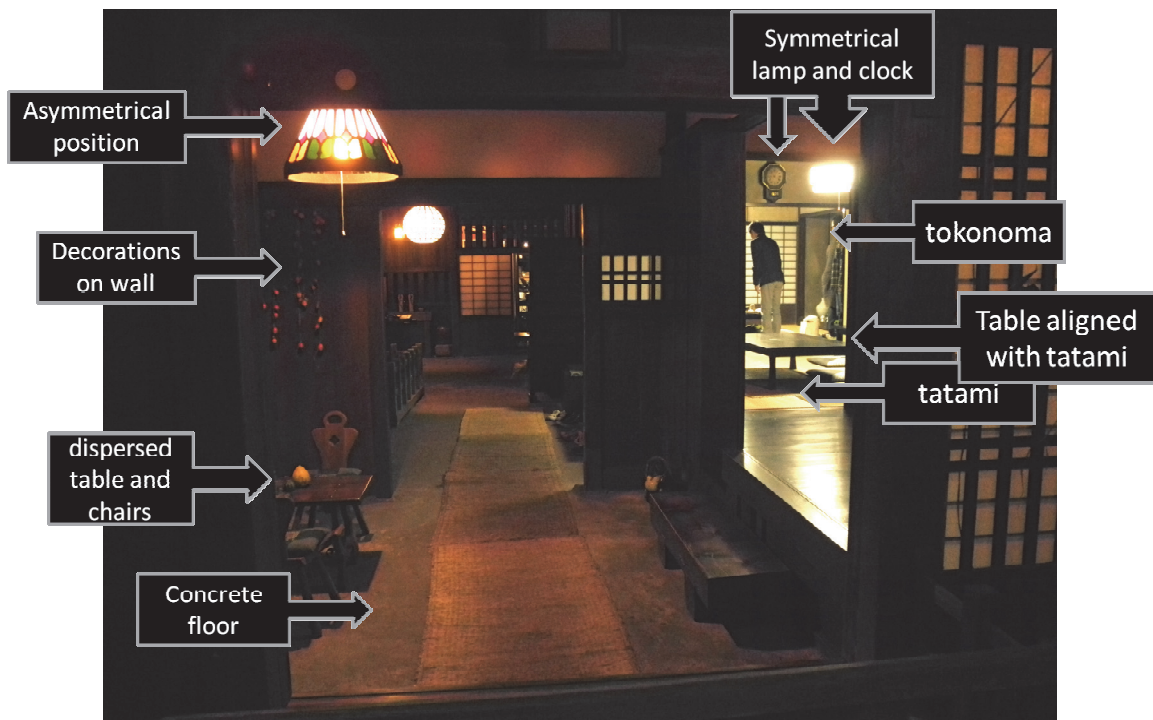 Symmetrical
lamp and clock
Asymmetrical
position
tokonoma
Decorations
on wall
Table aligned
with tatami
tatami
dispersed
table and
chairs
Concrete
floor